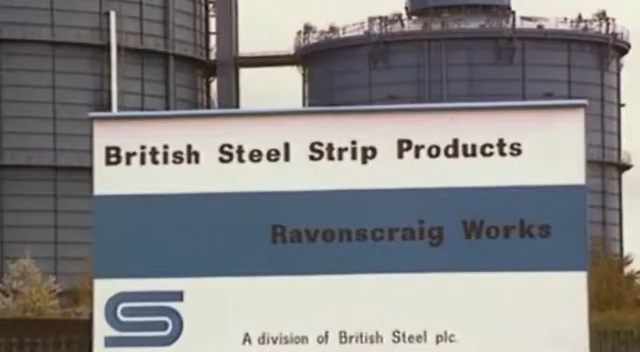 British Steel Strip Products
Ravenscraig Works
A division of British Steel plc.